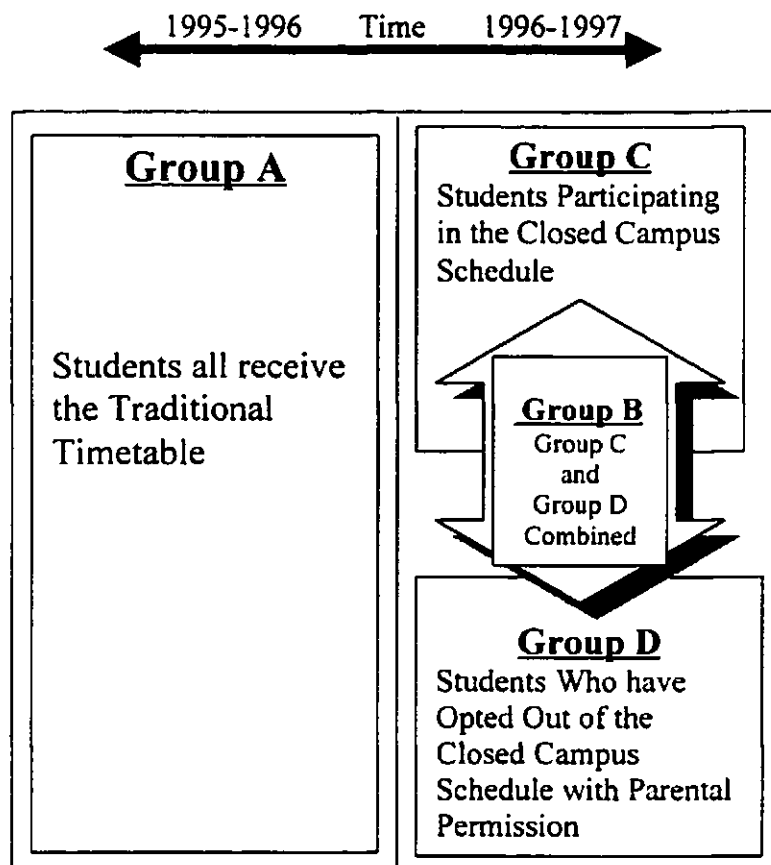 1995-1996 Time 1996-1997
Group A
Students all receive
the Traditional
Timetable
Group C
Students Participating
in the Closed Campus
Schedule
Group B
Group C
and
Group D
Combined
Group D
Students Who have
Opted Out of the
Closed Campus
Schedule with Parental
Permission